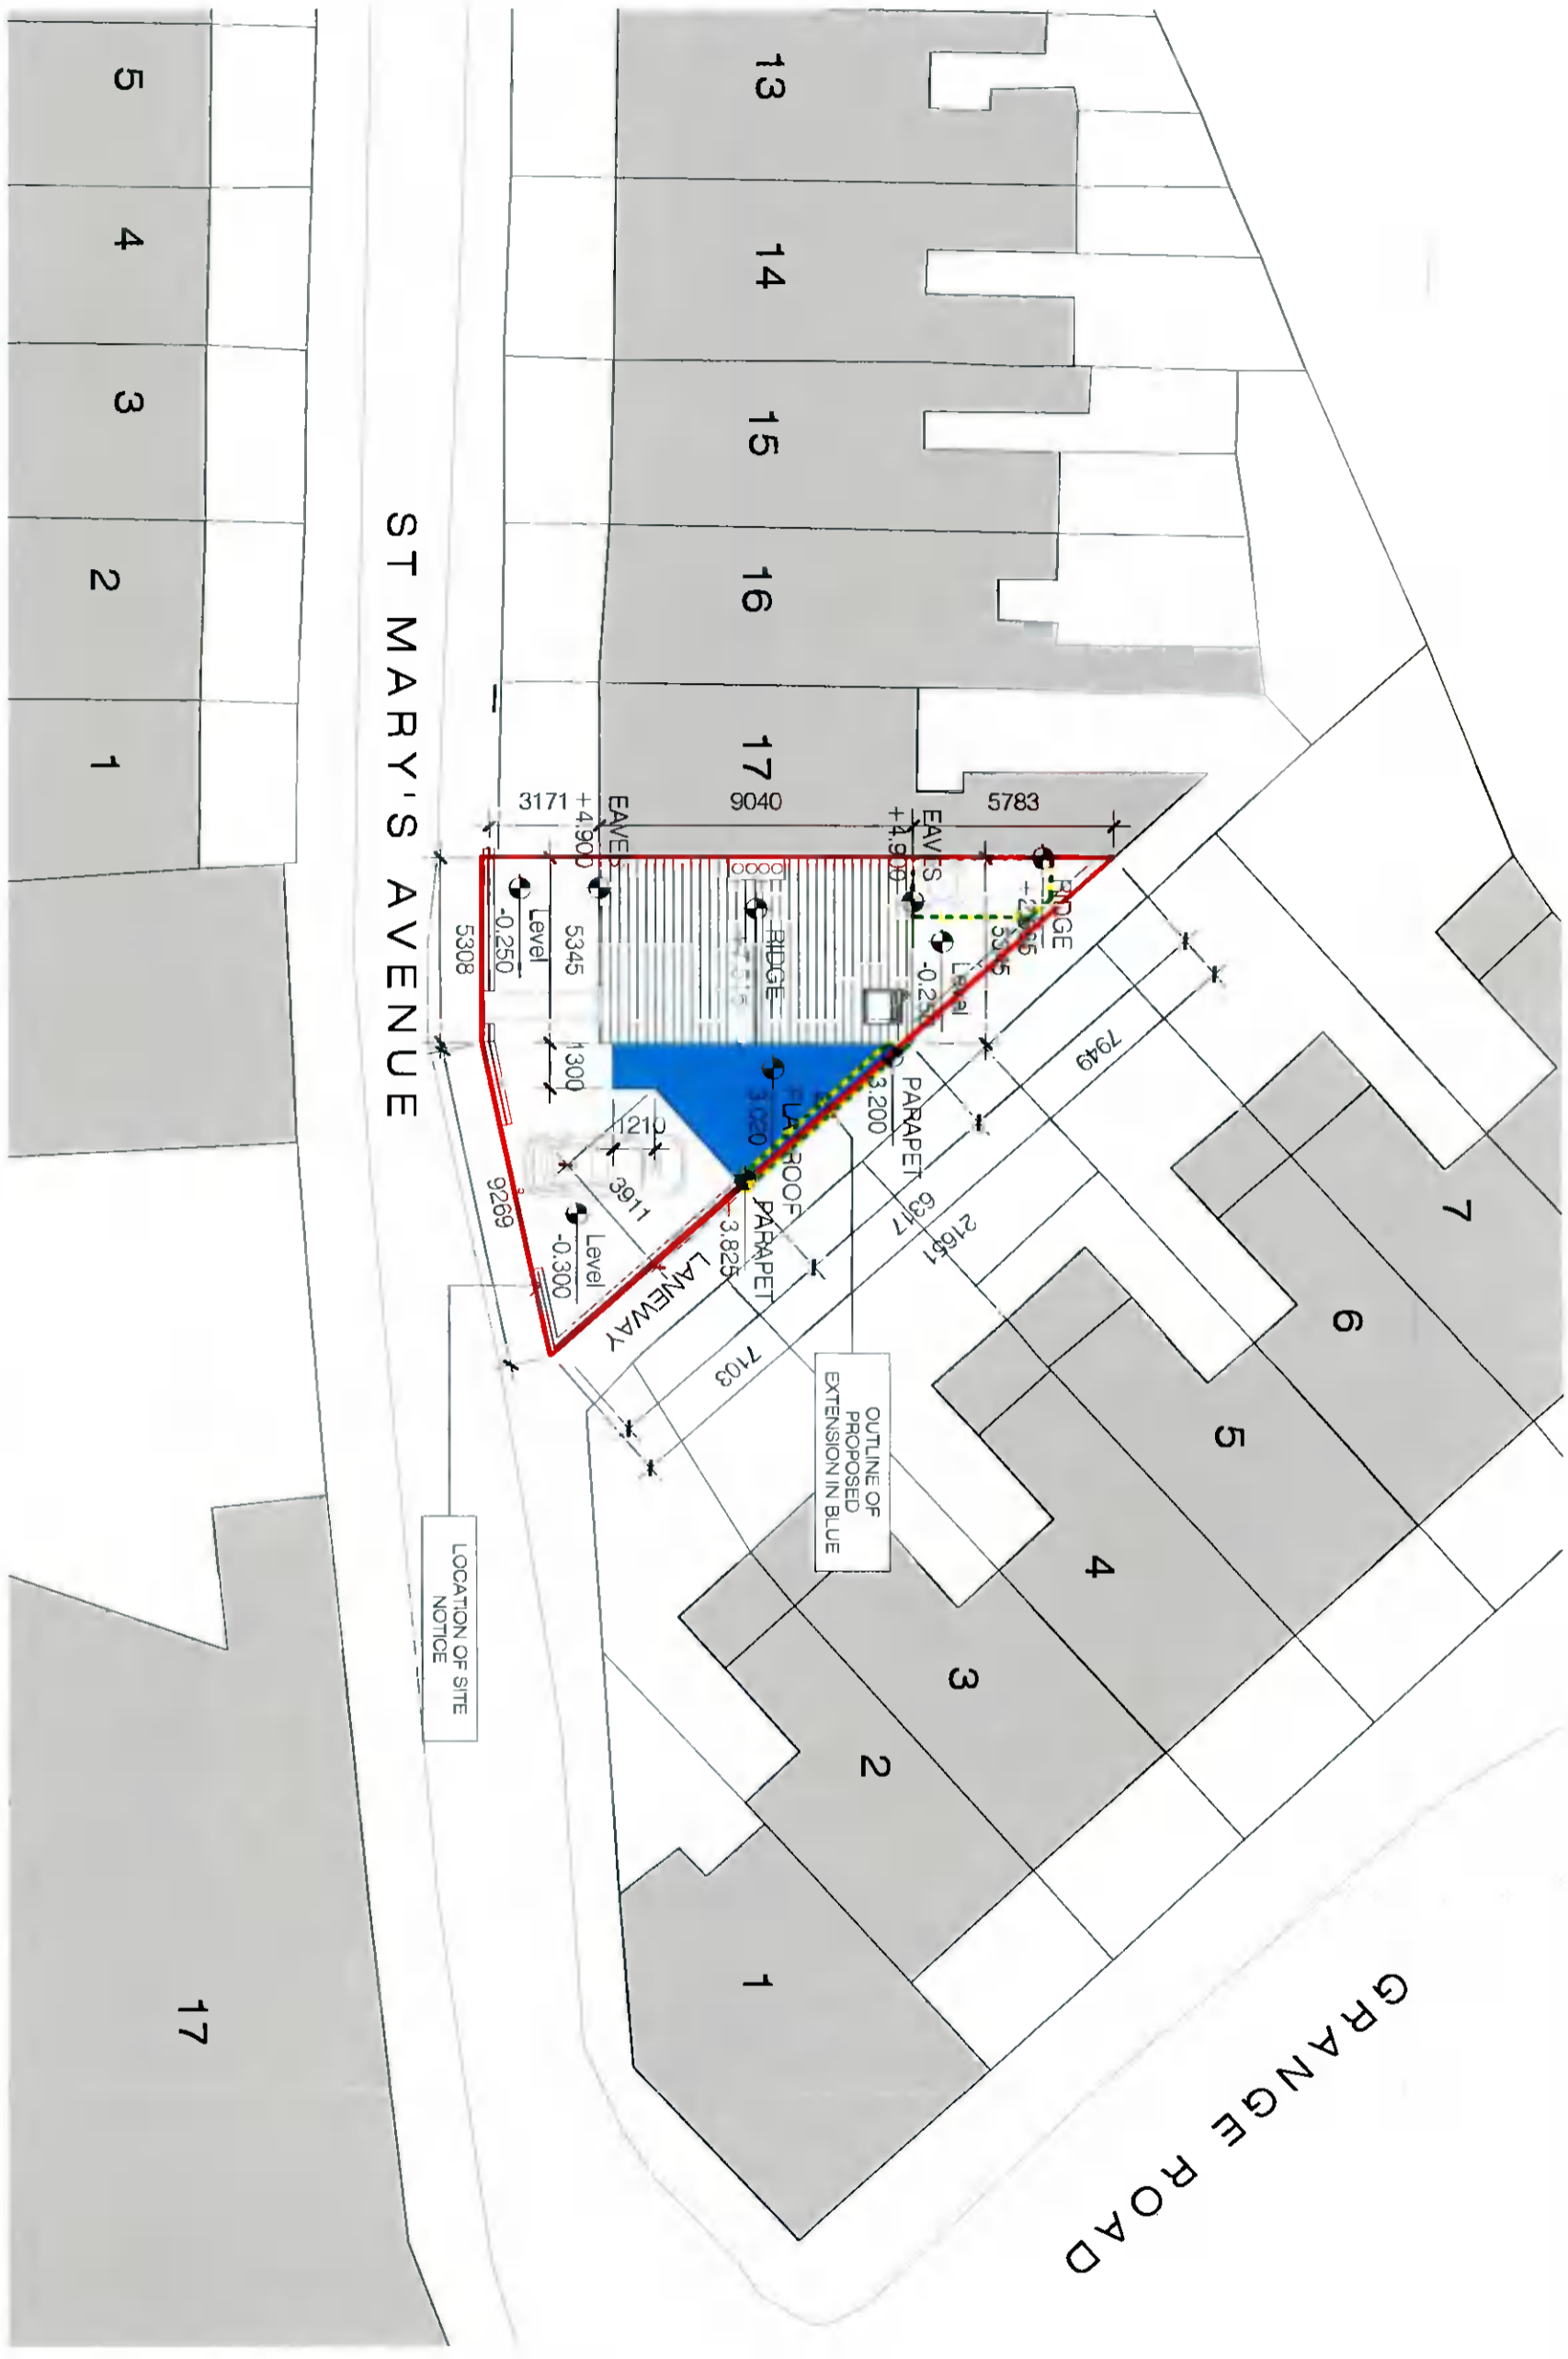 ST MARY'S AVENUE
GRANGE ROAD
LANEWAY
5
4
3
2
1
13
14
15
16
17
17
7
6
5
4
3
2
1
3171
9040
5783
EAVES
+4.900
+4.900
EAVES
RIDGE
RIDGE
Level
-0.250
Level
5345
5308
1300
1210
3911
9269
Level
-0.300
FLAT ROOF
3.020
PARAPET
3.200
PARAPET
3.825
7949
6317
21651
7103
OUTLINE OF
PROPOSED
EXTENSION IN BLUE
LOCATION OF SITE
NOTICE